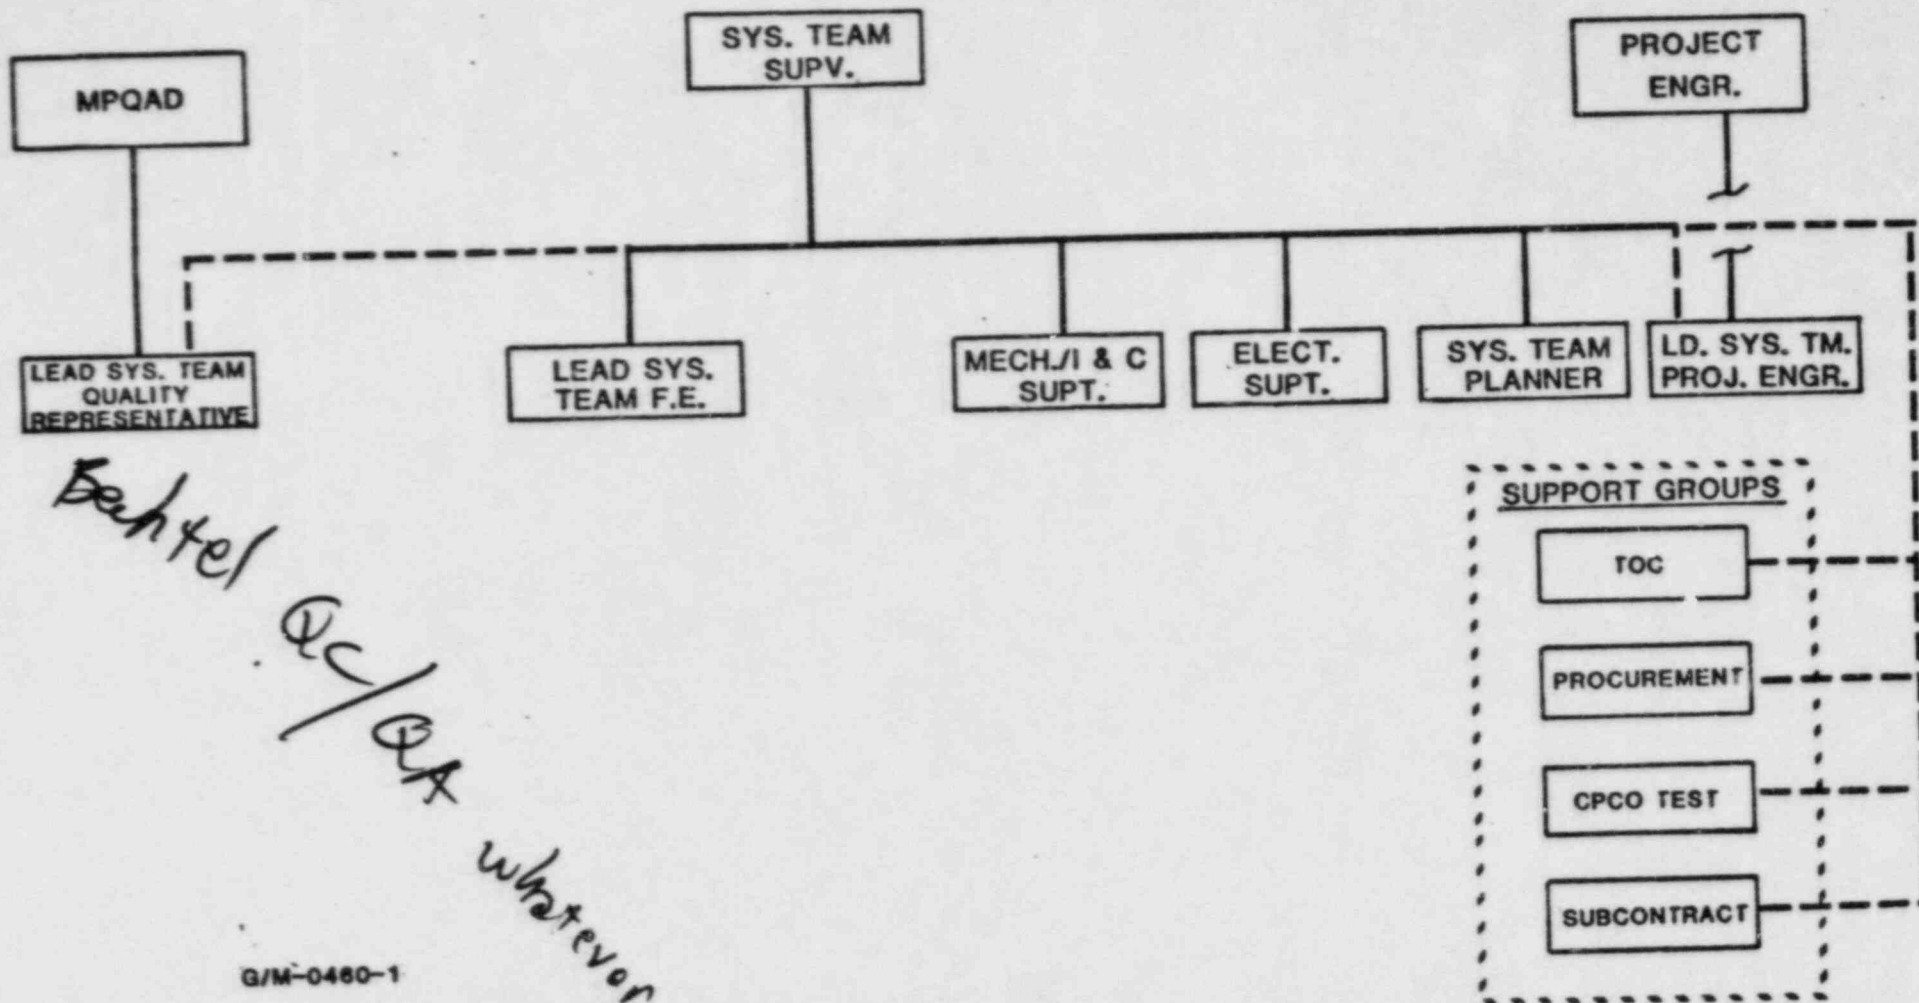 MPQAD
SYS. TEAM
SUPV.
PROJECT
ENGR.
LEAD SYS. TEAM
QUALITY
REPRESENTATIVE
LEAD SYS.
TEAM F.E.
MECH./I & C
SUPT.
ELECT.
SUPT.
SYS. TEAM
PLANNER
LD. SYS. TM.
PROJ. ENGR.
SUPPORT GROUPS
TOC
PROCUREMENT
CPCO TEST
SUBCONTRACT
Bechtel QC/QA whatever
G/M-0460-1